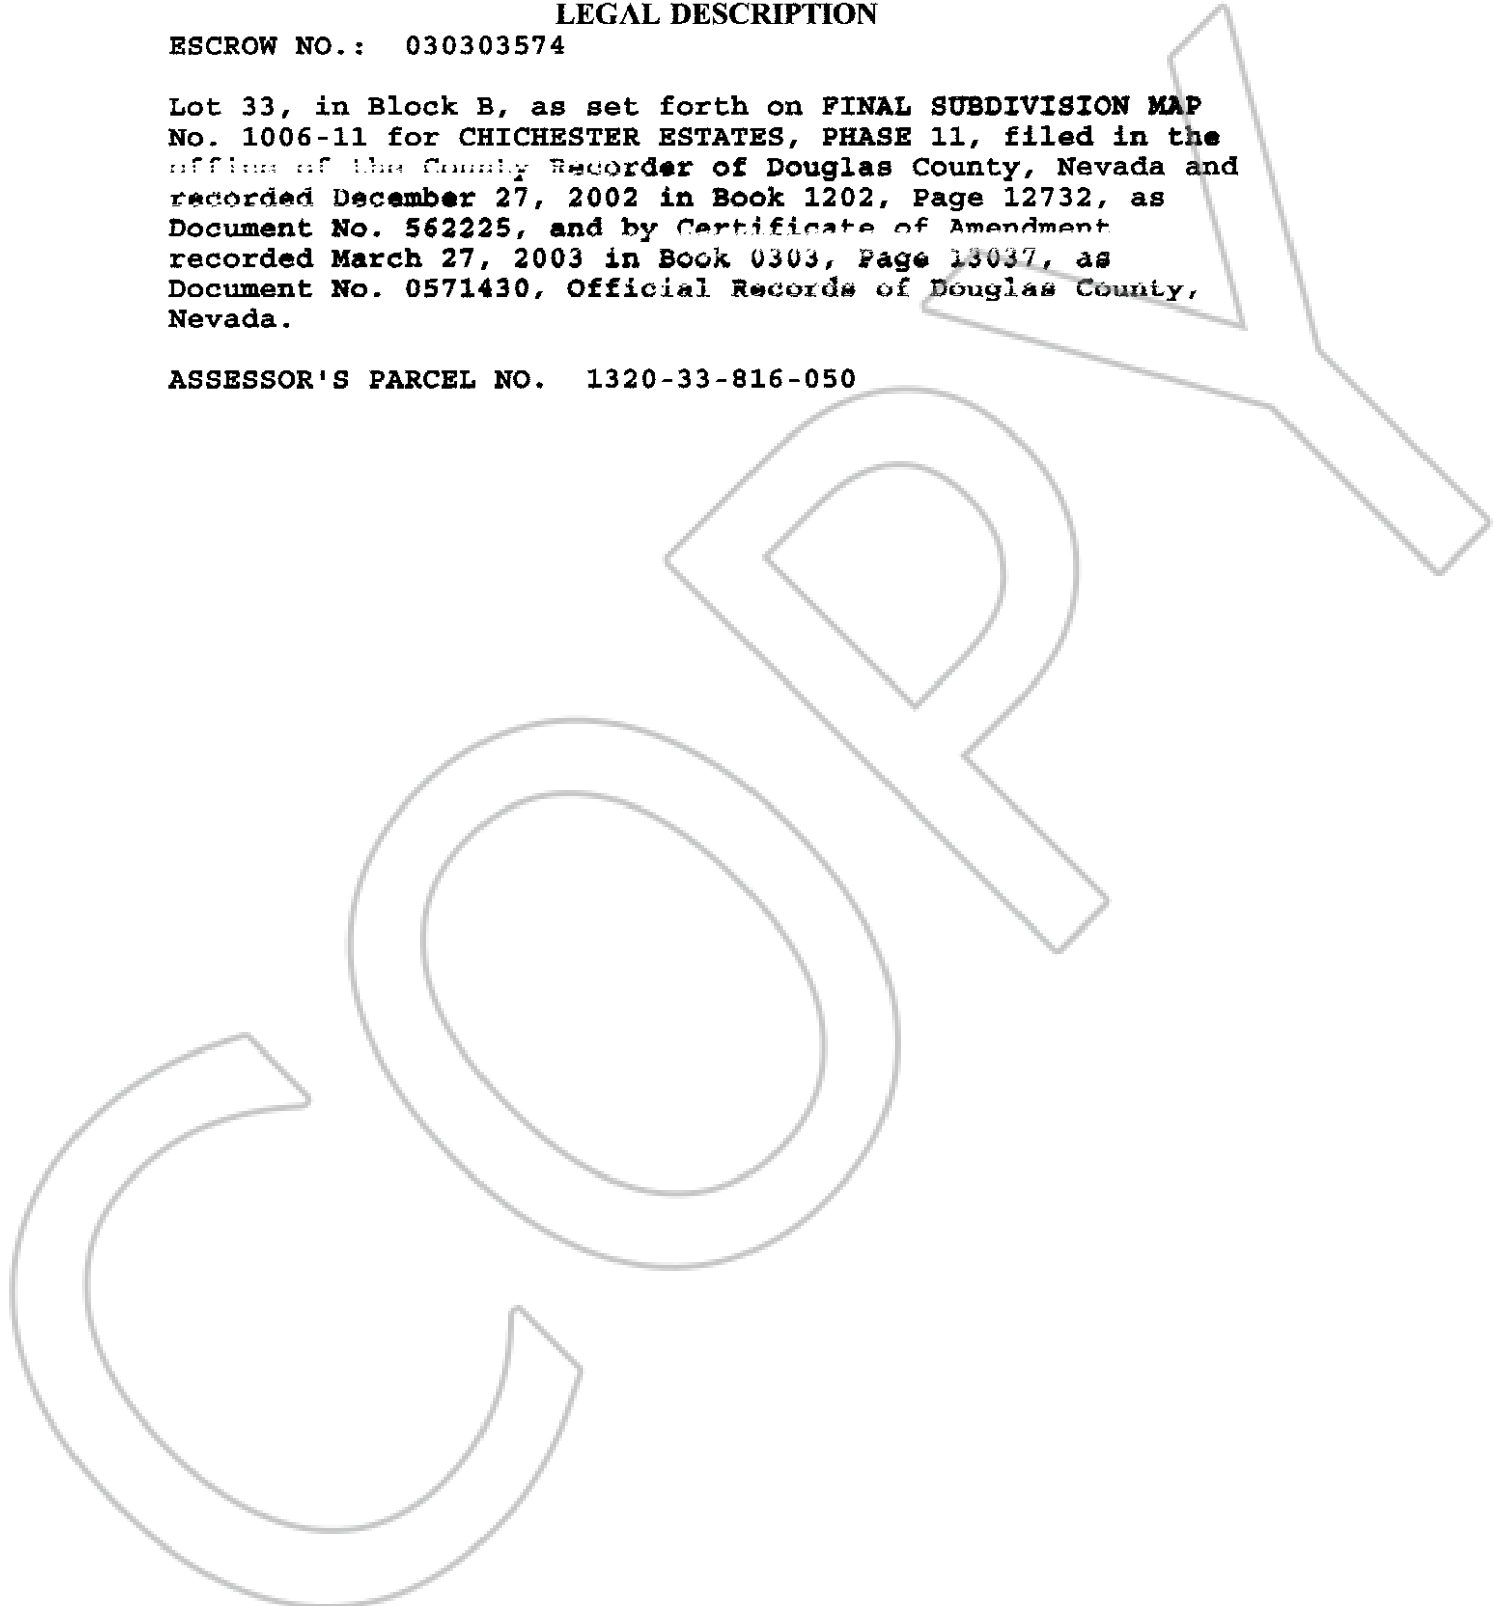 LEGAL DESCRIPTION
ESCROW NO.: 030303574
Lot 33, in Block B, as set forth on FINAL SUBDIVISION MAP
No. 1006-11 for CHICHESTER ESTATES, PHASE 11, filed in the
office of the County Recorder of Douglas County, Nevada and
recorded December 27, 2002 in Book 1202, Page 12732, as
Document No. 562225, and by Certificate of Amendment
recorded March 27, 2003 in Book 0303, Page 13037, as
Document No. 0571430, Official Records of Douglas County,
Nevada.
ASSESSOR'S PARCEL NO. 1320-33-816-050
COPY